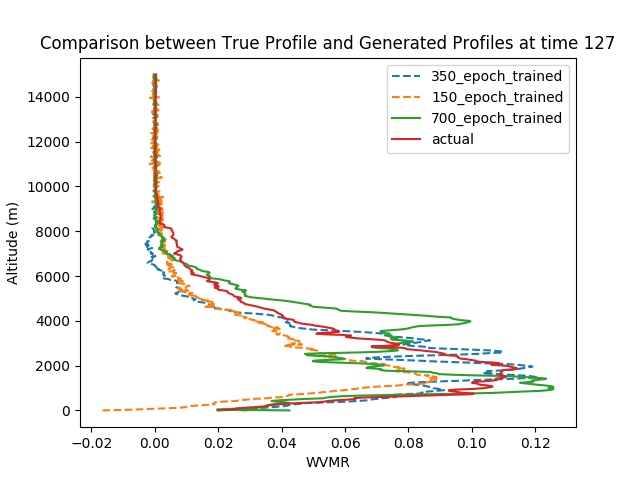 Comparison between True Profile and Generated Profiles at time 127
350_epoch_trained
150_epoch_trained
700_epoch_trained
actual
14000
12000
10000
8000
6000
4000
2000
0
Altitude (m)
−0.02 0.00 0.02 0.04 0.06 0.08 0.10 0.12
WVMR